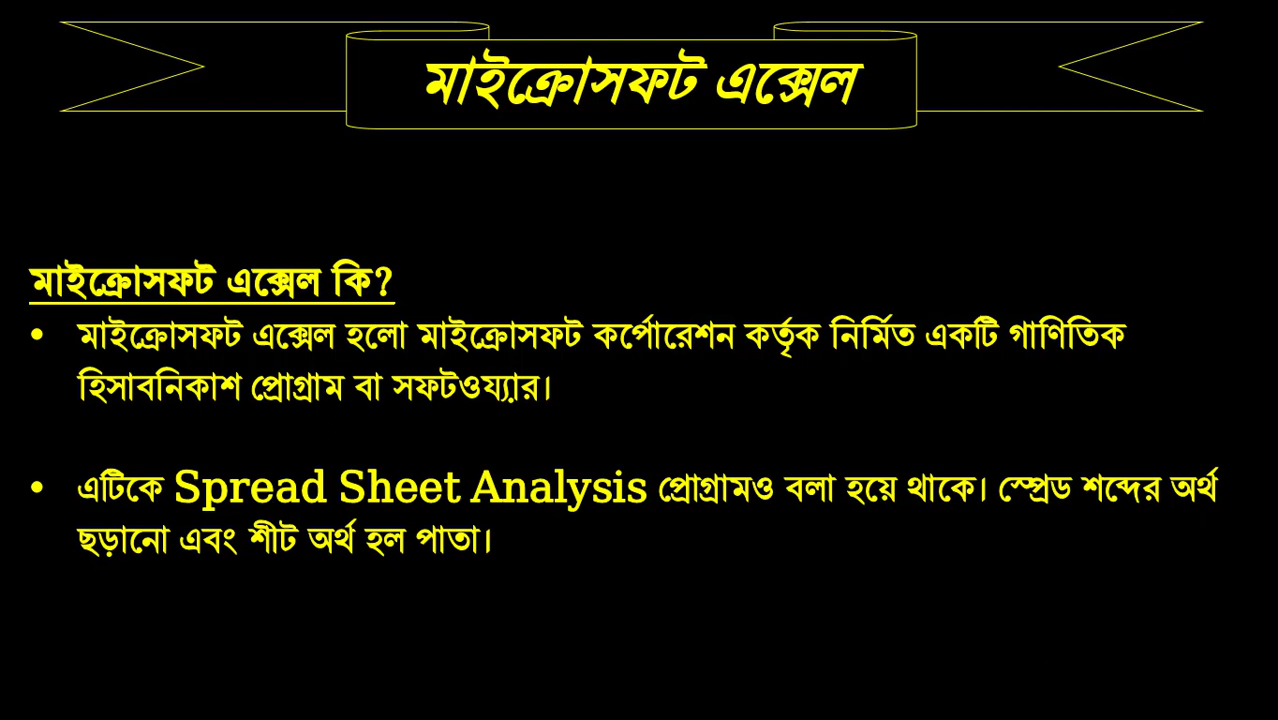 মাইক্রোসফট এক্সেল
মাইক্রোসফট এক্সেল কি?
• মাইক্রোসফট এক্সেল হলো মাইক্রোসফট কর্পোরেশন কর্তৃক নির্মিত একটি গাণিতিক
হিসাবনিকাশ প্রোগ্রাম বা সফটওয়্যার।
• এটিকে Spread Sheet Analysis প্রোগ্রামও বলা হয়ে থাকে। স্প্রেড শব্দের অর্থ
ছড়ানো এবং শীট অর্থ হল পাতা।